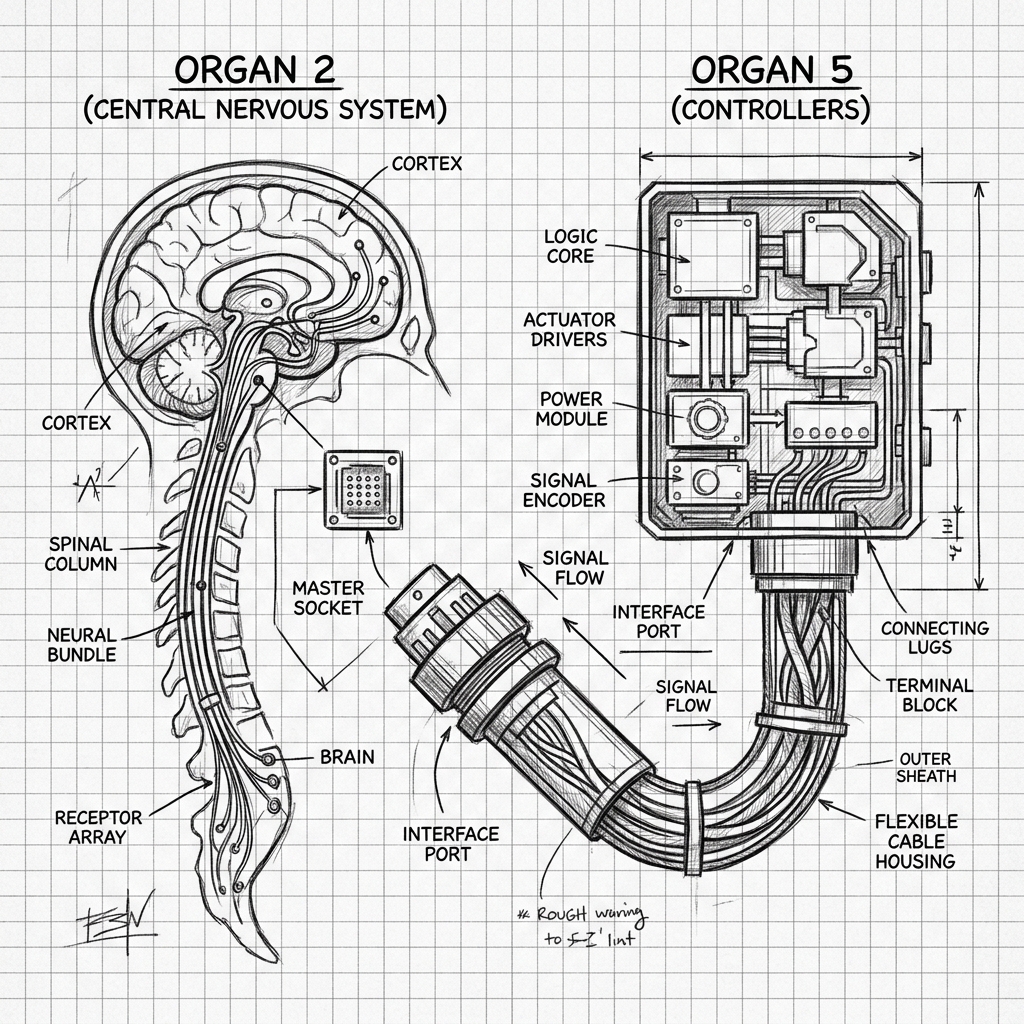 ORGAN 2
(CENTRAL NERVOUS SYSTEM)
CORTEX
CORTEX
SPINAL
COLUMN
NEURAL
BUNDLE
BRAIN
RECEPTOR
ARRAY
MASTER
SOCKET
INTERFACE
PORT
ORGAN 5
(CONTROLLERS)
LOGIC
CORE
ACTUATOR
DRIVERS
POWER
MODULE
SIGNAL
ENCODER
SIGNAL
FLOW
INTERFACE
PORT
SIGNAL
FLOW
CONNECTING
LUGS
TERMINAL
BLOCK
OUTER
SHEATH
FLEXIBLE
CABLE
HOUSING
ROUGH
to